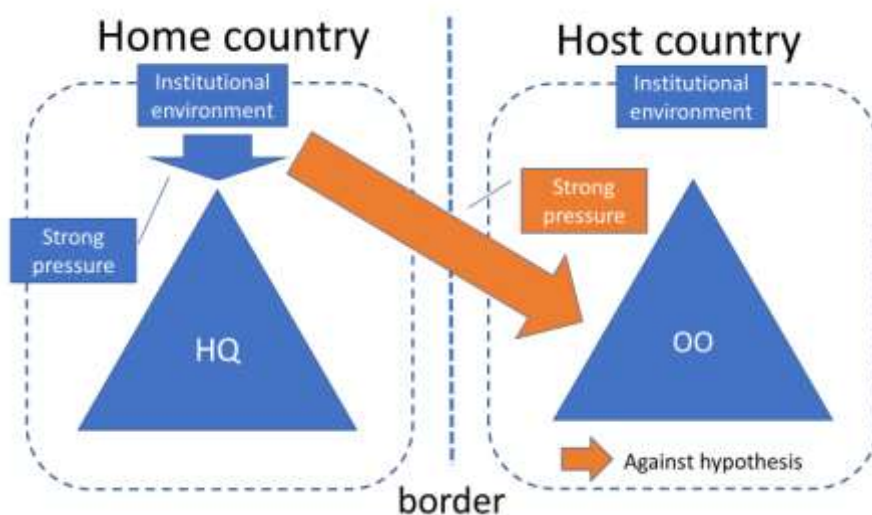 Home country
Host country
Institutional
environment
Institutional
environment
Strong
pressure
Strong
pressure
HQ
OO
Against hypothesis
border